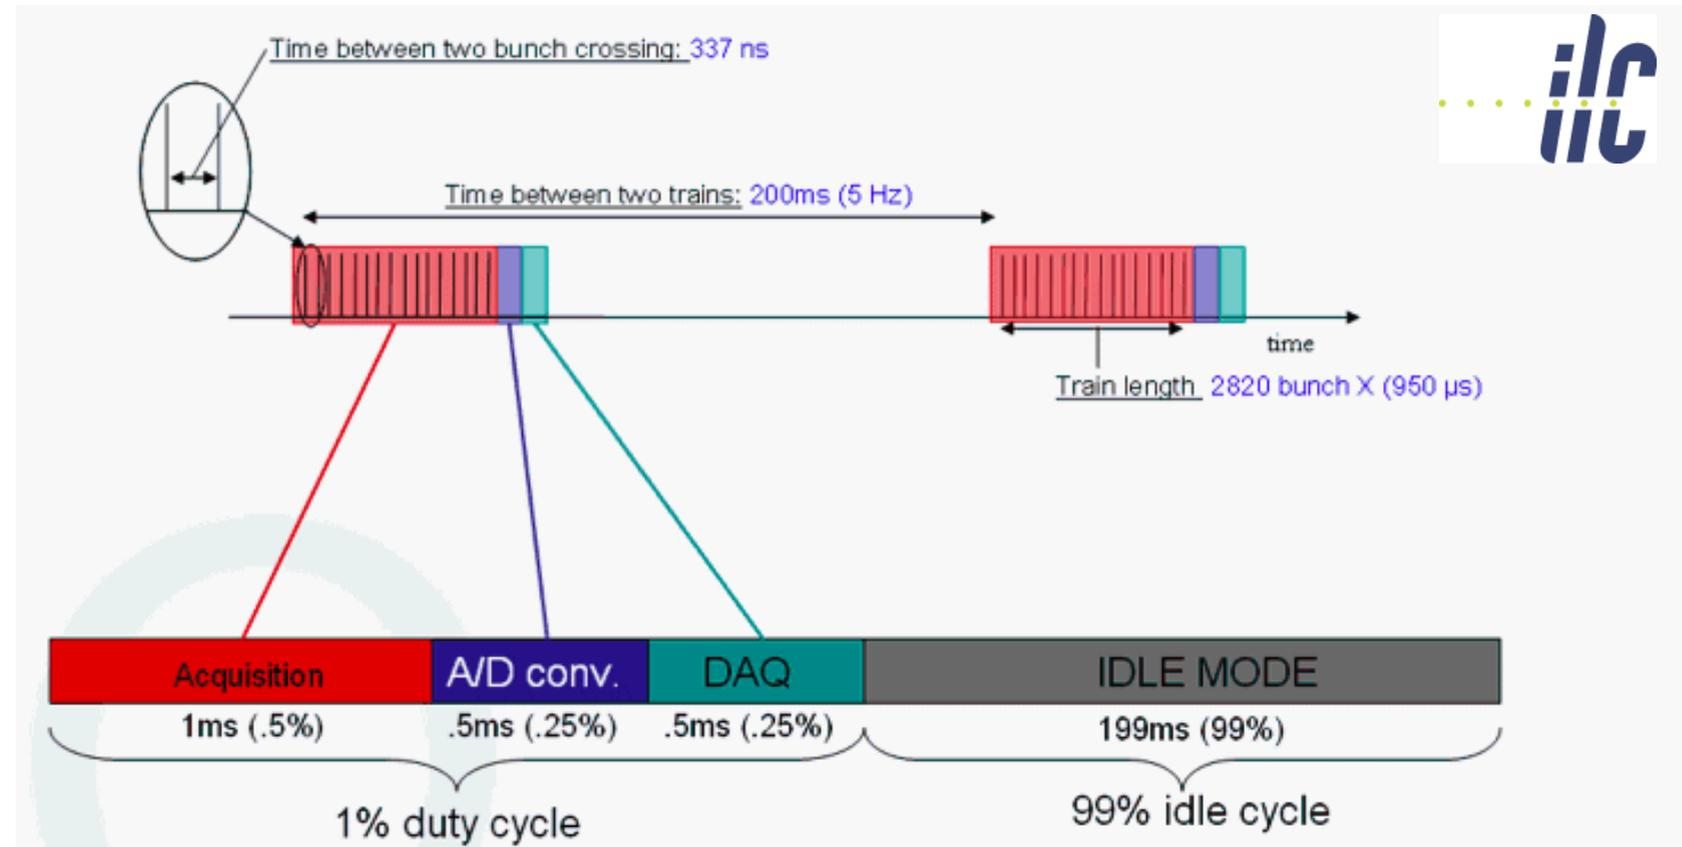 Time between two bunch crossing: 337 ns
ilc
Time between two trains: 200ms (5 Hz)
time
Train length 2820 bunch X (950 µs)
Acquisition A/D conv. DAQ IDLE MODE
1ms (.5%) .5ms (.25%) .5ms (.25%) 199ms (99%)
1% duty cycle 99% idle cycle